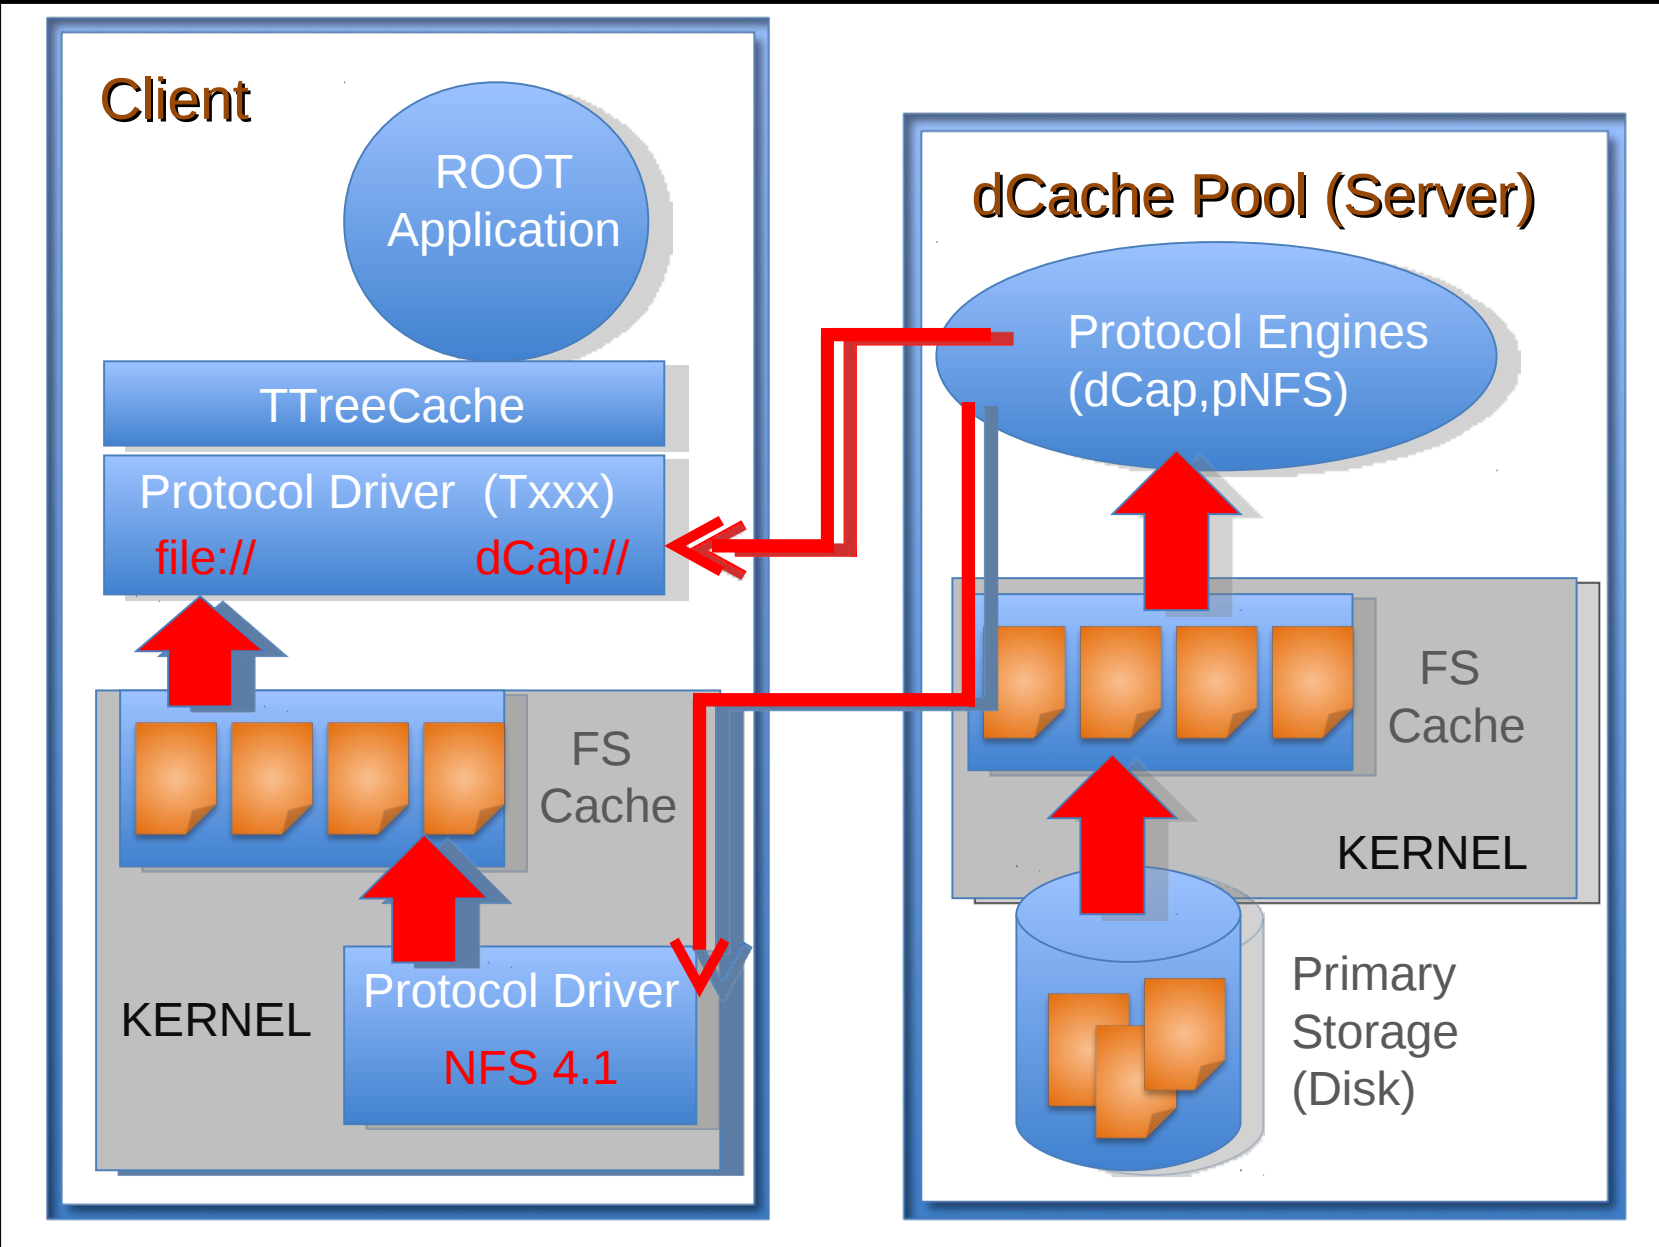 Client
ROOT
Application
TTreeCache
Protocol Driver  (Txxx)
file://
dCap://
FS
Cache
KERNEL
Protocol Driver
NFS 4.1
dCache Pool (Server)
Protocol Engines
(dCap,pNFS)
FS
Cache
KERNEL
Primary
Storage
(Disk)